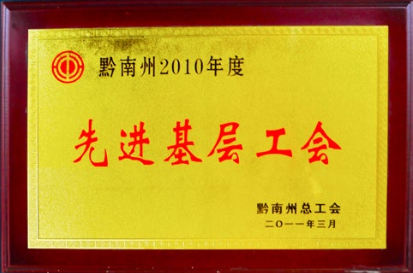 黔南州2010年度
先进基层工会
黔南州总工会
二〇一一年三月